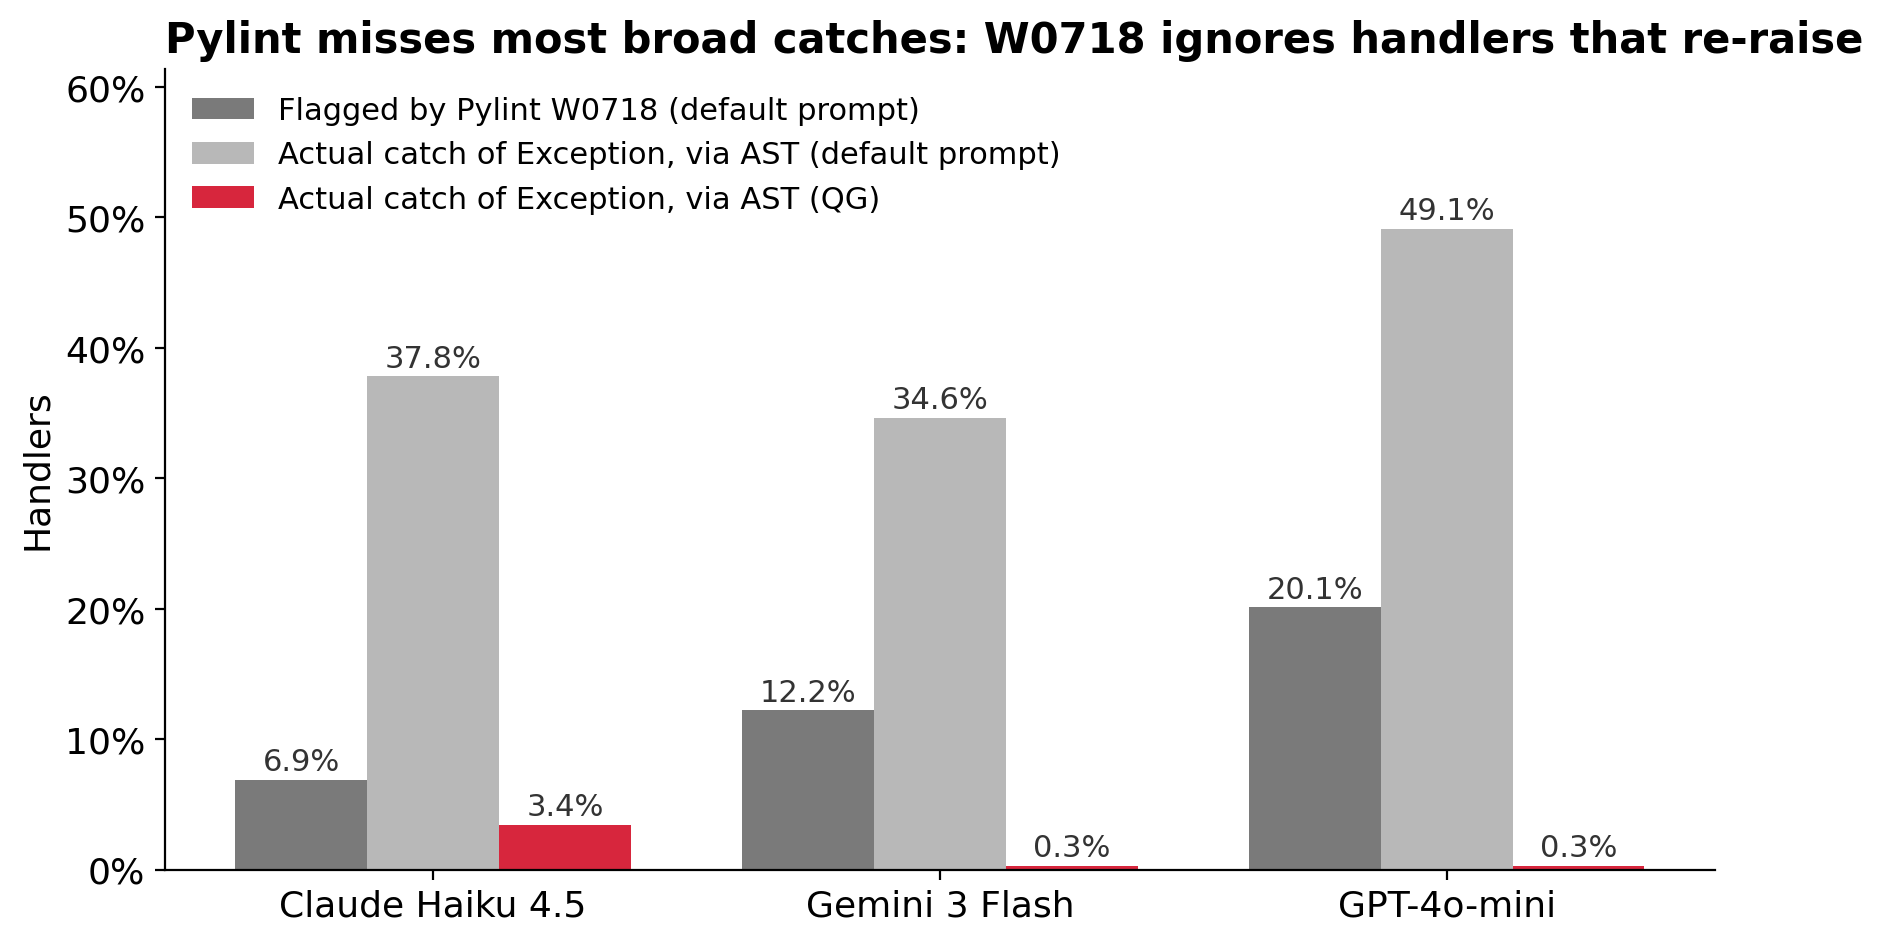 Pylint misses most broad catches: W0718 ignores handlers that re-raise
60%
50%
40%
30%
20%
10%
0%
Handlers
Flagged by Pylint W0718 (default prompt)
Actual catch of Exception, via AST (default prompt)
Actual catch of Exception, via AST (QG)
6.9%
37.8%
3.4%
12.2%
34.6%
0.3%
20.1%
49.1%
0.3%
Claude Haiku 4.5
Gemini 3 Flash
GPT-4o-mini